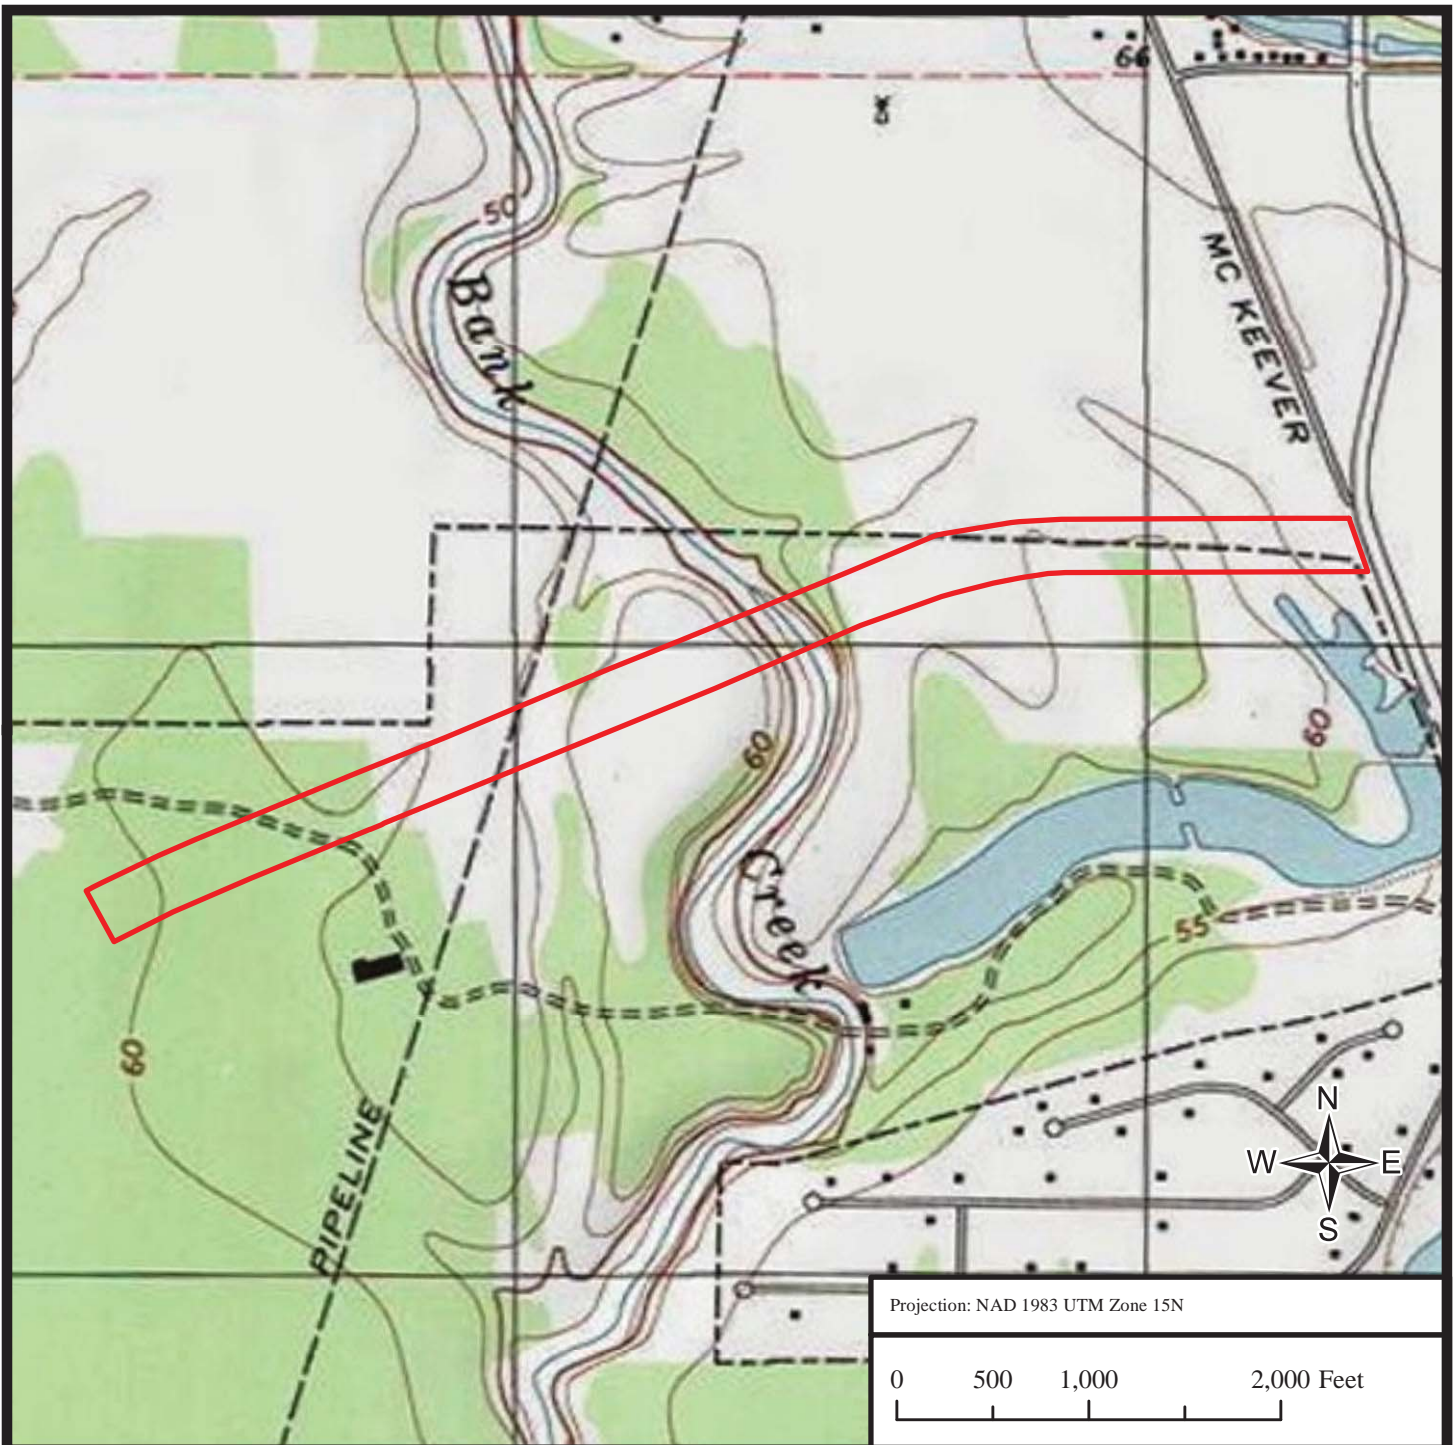 66
50
Bank
MC KEEVER
60
60
Creek
55
60
PIPELINE
N
W E
S
Projection: NAD 1983 UTM Zone 15N
0 500 1,000 2,000 Feet